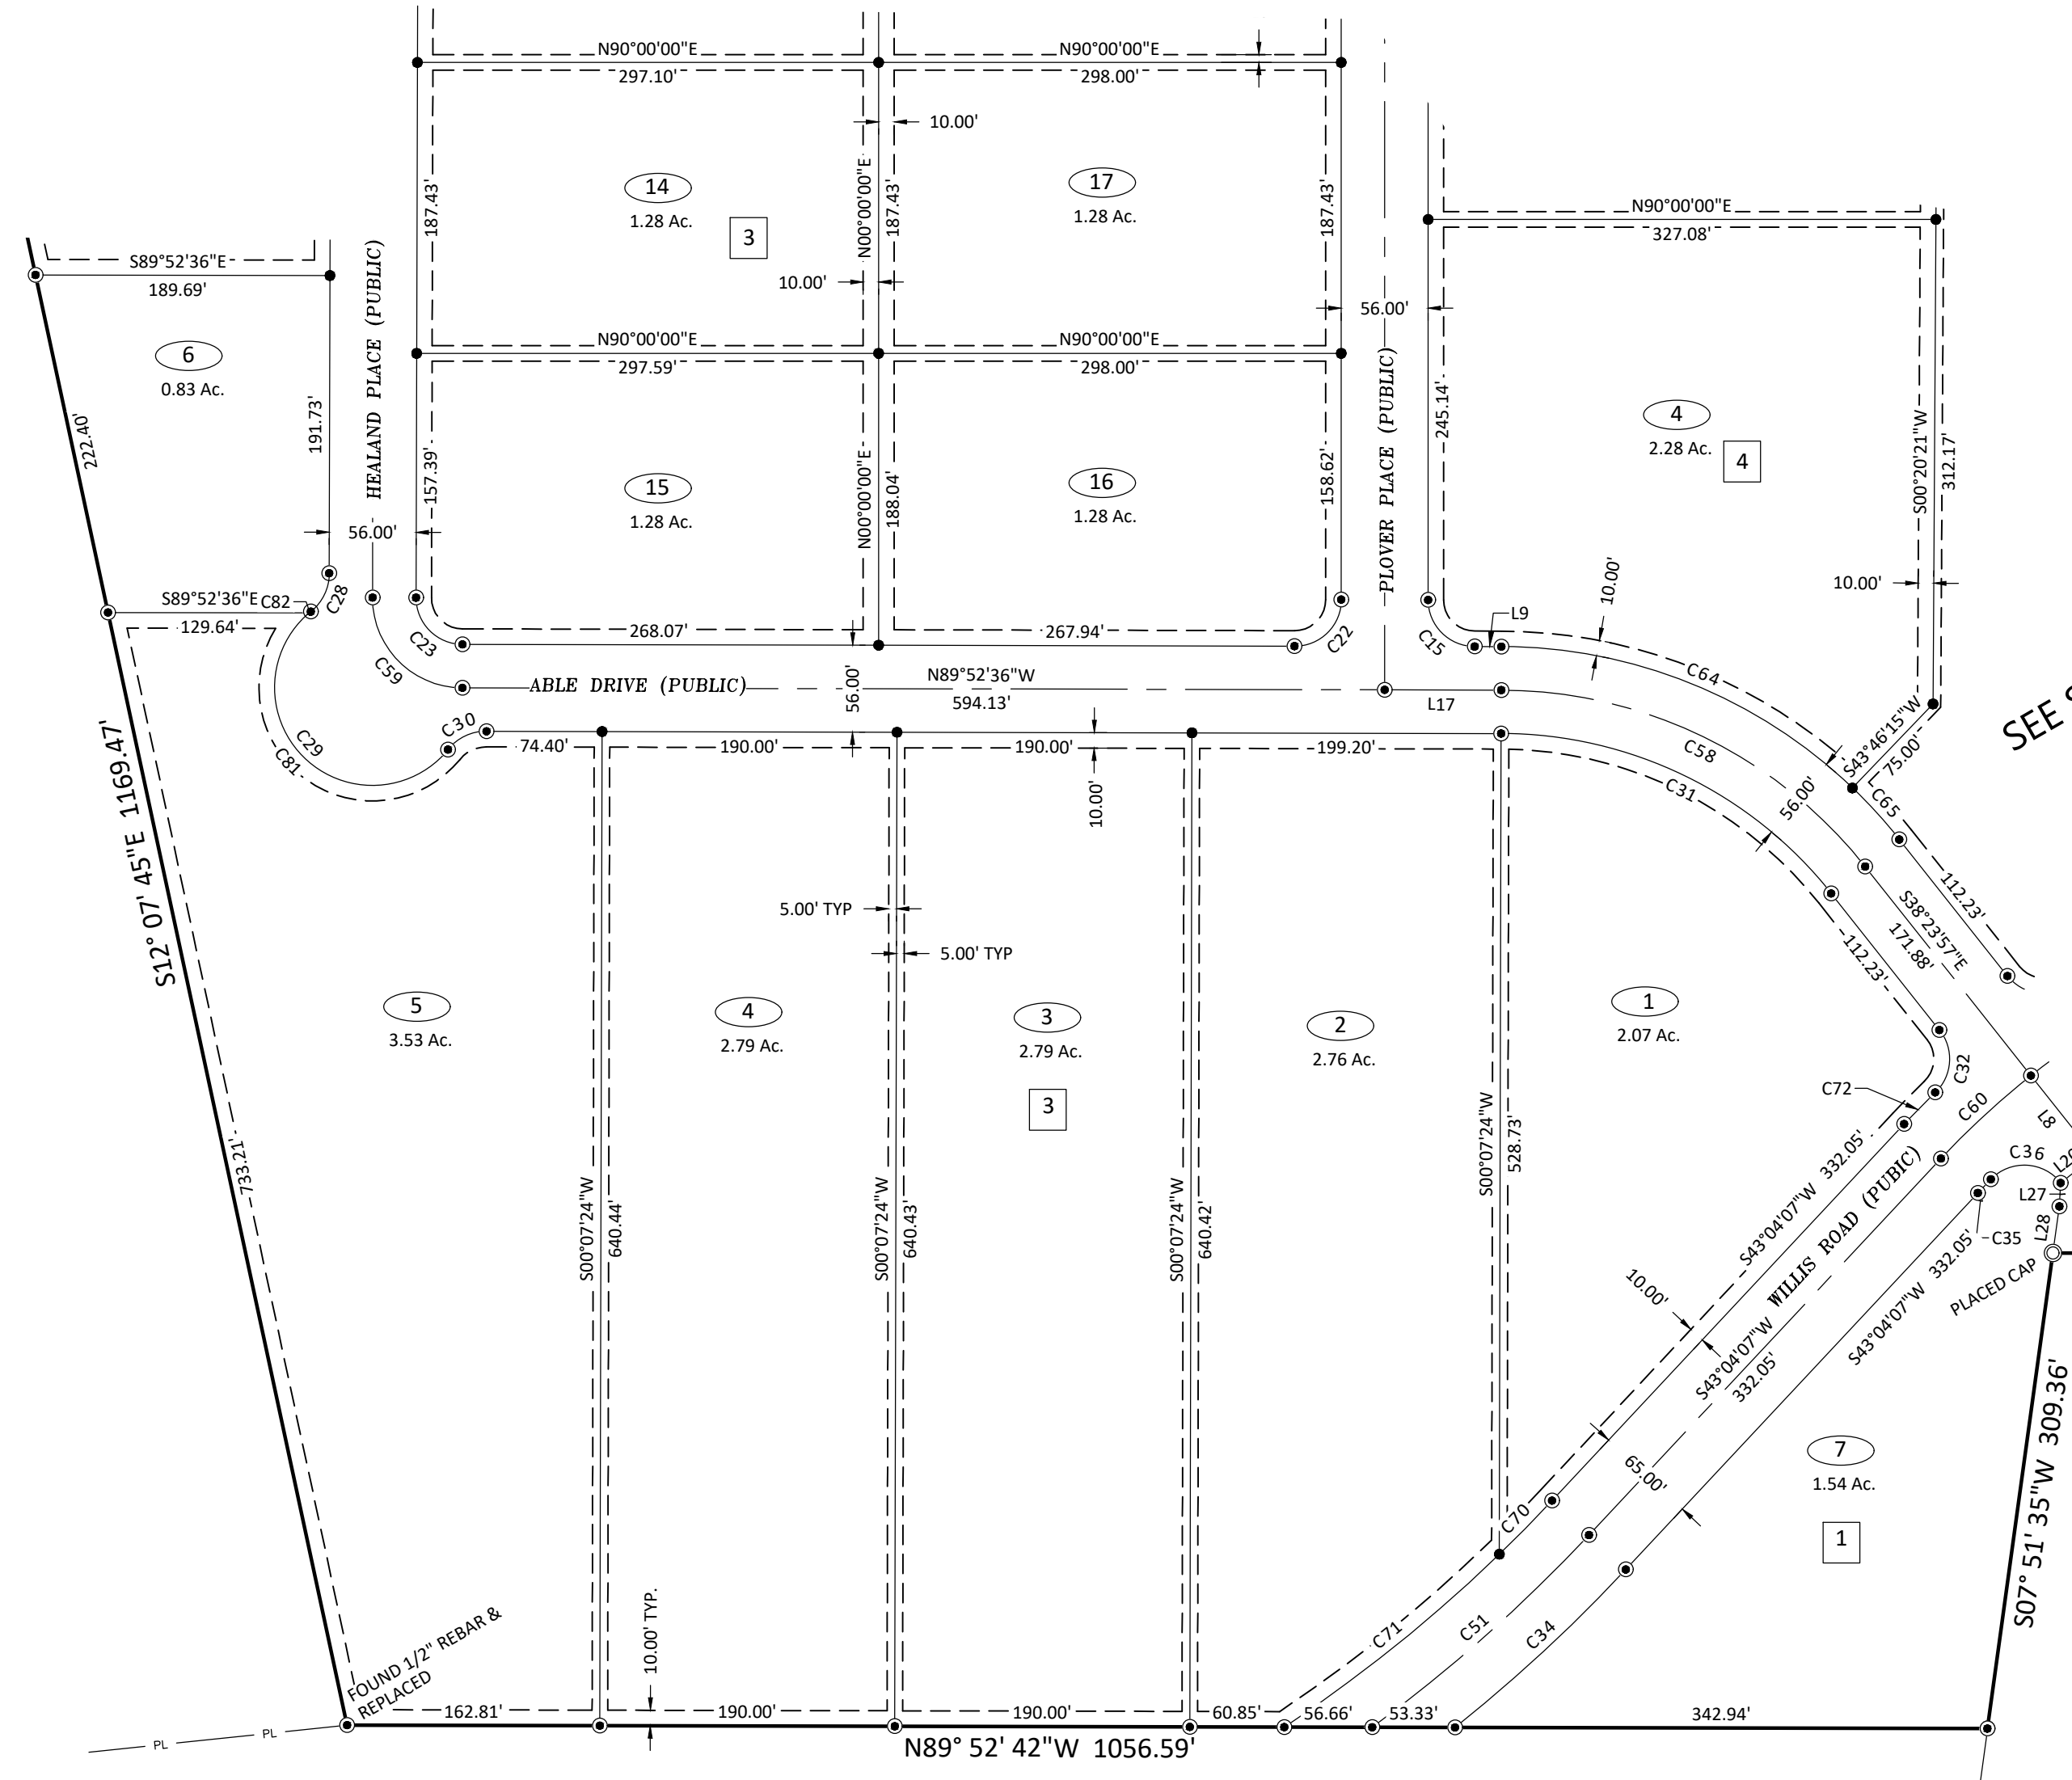 N90°00'00"E
297.10'
N90°00'00"E
298.00'
10.00'
14
1.28 Ac.
3
17
1.28 Ac.
187.43'
N00°00'00"E
187.43'
187.43'
10.00'
N90°00'00"E
327.08'
S89°52'36"E
189.69'
6
0.83 Ac.
222.40'
191.73'
HEALAND PLACE (PUBLIC)
56.00'
N90°00'00"E
297.59'
N90°00'00"E
298.00'
56.00'
PLOVER PLACE (PUBLIC)
245.14'
4
2.28 Ac.
4
S00°20'21"W
312.17'
10.00'
157.39'
15
1.28 Ac.
N00°00'00"E
188.04'
16
1.28 Ac.
158.62'
S89°52'36"E
129.64'
C82
C28
C23
C59
268.07'
267.94'
C22
C15
L9
10.00'
C64
ABLE DRIVE (PUBLIC)
56.00'
N89°52'36"W
594.13'
L17
C58
S43°46'15"W
75.00'
SEE S
C30
C29
C81
74.40'
190.00'
190.00'
10.00'
199.20'
C31
56.00'
C65
112.23'
S38°23'57"E
171.88'
112.23'
S12° 07' 45"E 1169.47'
5.00' TYP
5.00' TYP
5
3.53 Ac.
4
2.79 Ac.
3
2.79 Ac.
3
2
2.76 Ac.
1
2.07 Ac.
C32
C72
C60
L8
C36
L27
L28
C35
PLACED CAP
733.21'
S00°07'24"W
640.44'
S00°07'24"W
640.43'
S00°07'24"W
640.42'
S00°07'24"W
528.73'
S43°04'07"W 332.05'
WILLIS ROAD (PUBIC)
S43°04'07"W
332.05'
S43°04'07"W 332.05'
10.00'
65.00'
7
1.54 Ac.
1
S07° 51' 35"W 309.36'
C70
C71
C51
C34
FOUND 1/2" REBAR &
REPLACED
10.00' TYP.
PL
PL
162.81'
190.00'
190.00'
60.85'
56.66'
53.33'
342.94'
N89° 52' 42"W 1056.59'